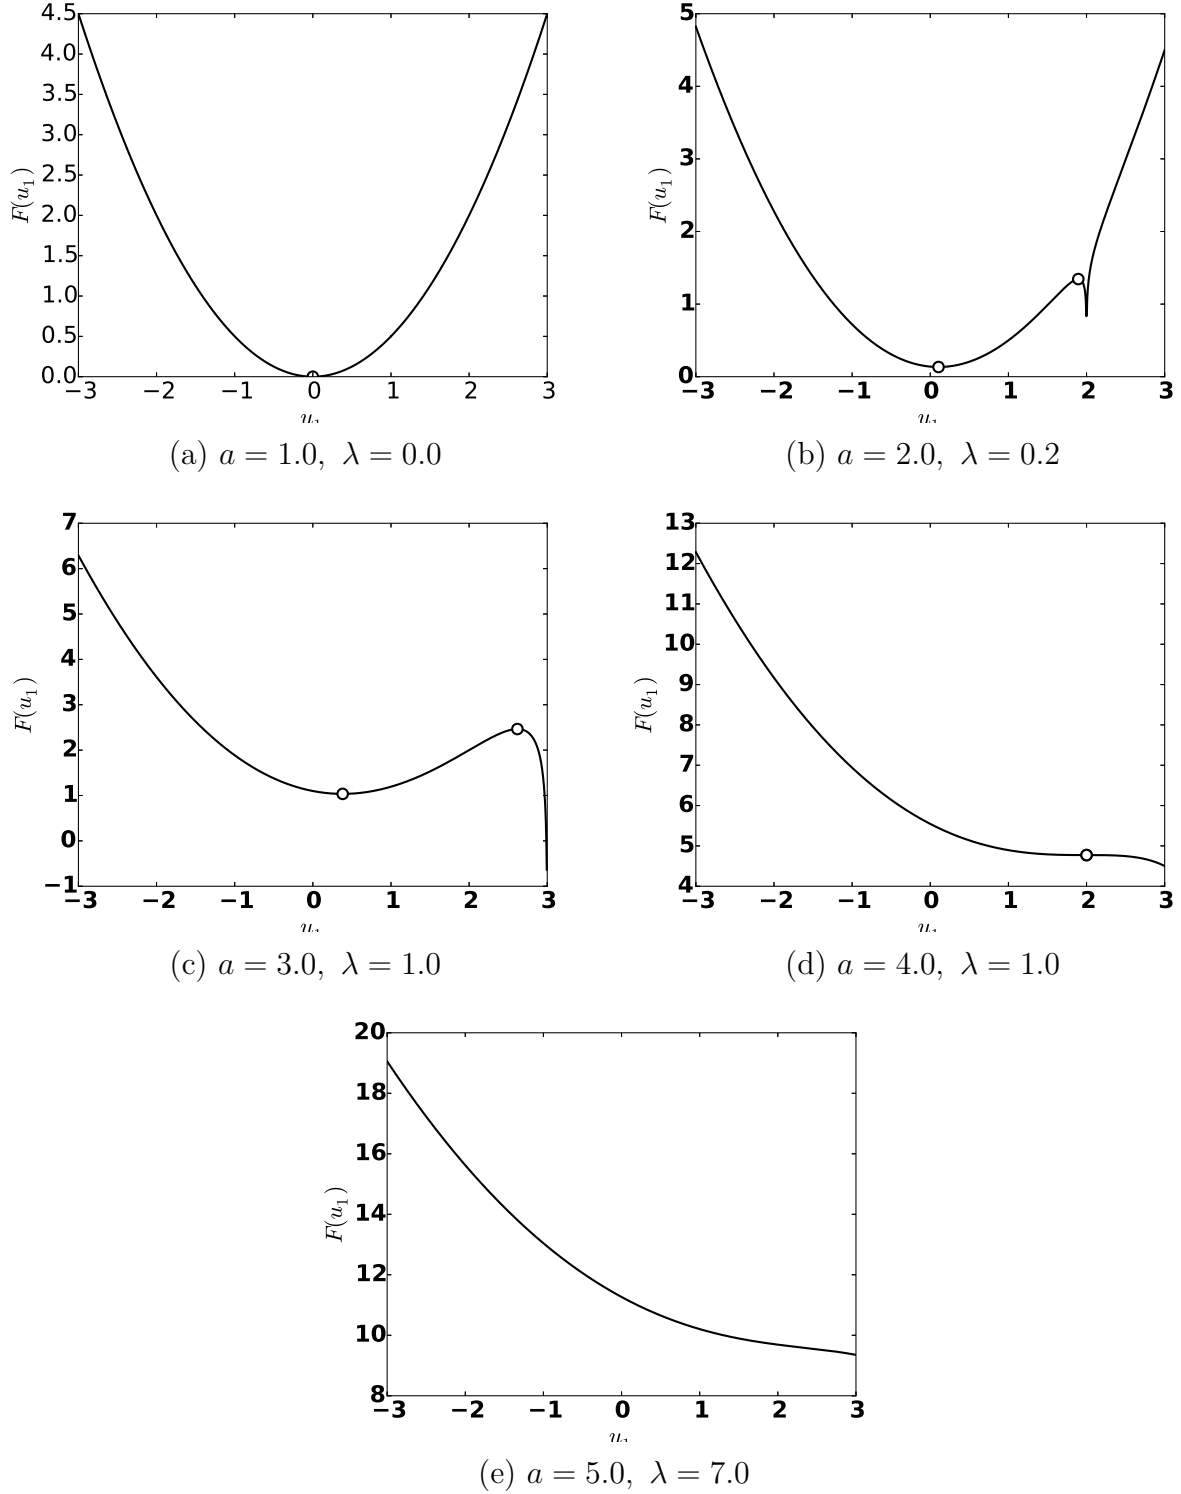 4.5
4.0
3.5
3.0
2.5
2.0
1.5
1.0
0.5
0.0
F(u₁)
−3 −2 −1 0 1 2 3
u₁
(a) a = 1.0, λ = 0.0
5
4
3
2
1
0
F(u₁)
−3 −2 −1 0 1 2 3
u₁
(b) a = 2.0, λ = 0.2
7
6
5
4
3
2
1
0
−1
F(u₁)
−3 −2 −1 0 1 2 3
u₁
(c) a = 3.0, λ = 1.0
13
12
11
10
9
8
7
6
5
4
F(u₁)
−3 −2 −1 0 1 2 3
u₁
(d) a = 4.0, λ = 1.0
20
18
16
14
12
10
8
F(u₁)
−3 −2 −1 0 1 2 3
u₁
(e) a = 5.0, λ = 7.0